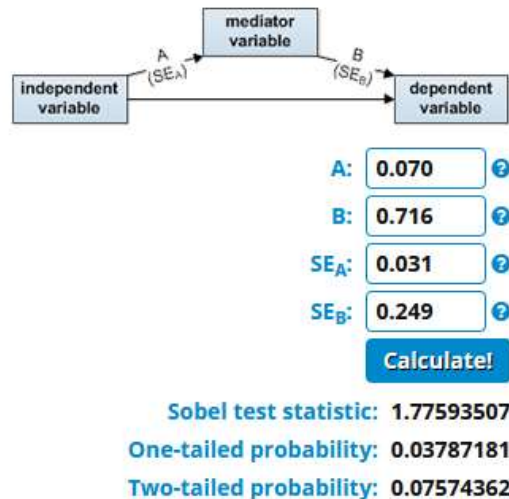 mediator
variable
A
(SEA)
B
(SEB)
independent
variable
dependent
variable
A: 0.070 ?
B: 0.716 ?
SEA: 0.031 ?
SEB: 0.249 ?
Calculate!
Sobel test statistic: 1.77593507
One-tailed probability: 0.03787181
Two-tailed probability: 0.07574362